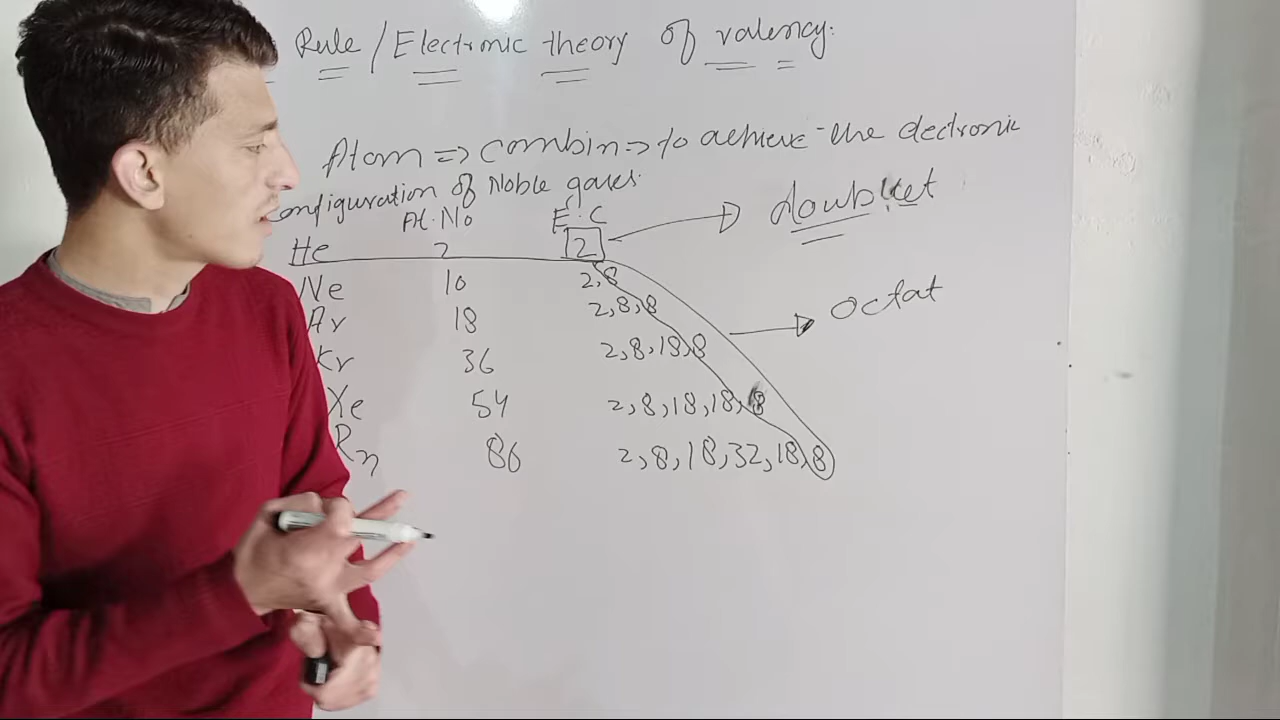 Rule / Electronic theory of valency.
Atom => combin => to achieve the electronic
configuration of Noble gases.
At.No E.C
He 2 2 doublet
Ne 10 2,8
Ar 18 2,8,8 octat
Kr 36 2,8,18,8
Xe 54 2,8,18,18,8
Rn 86 2,8,18,32,18,8